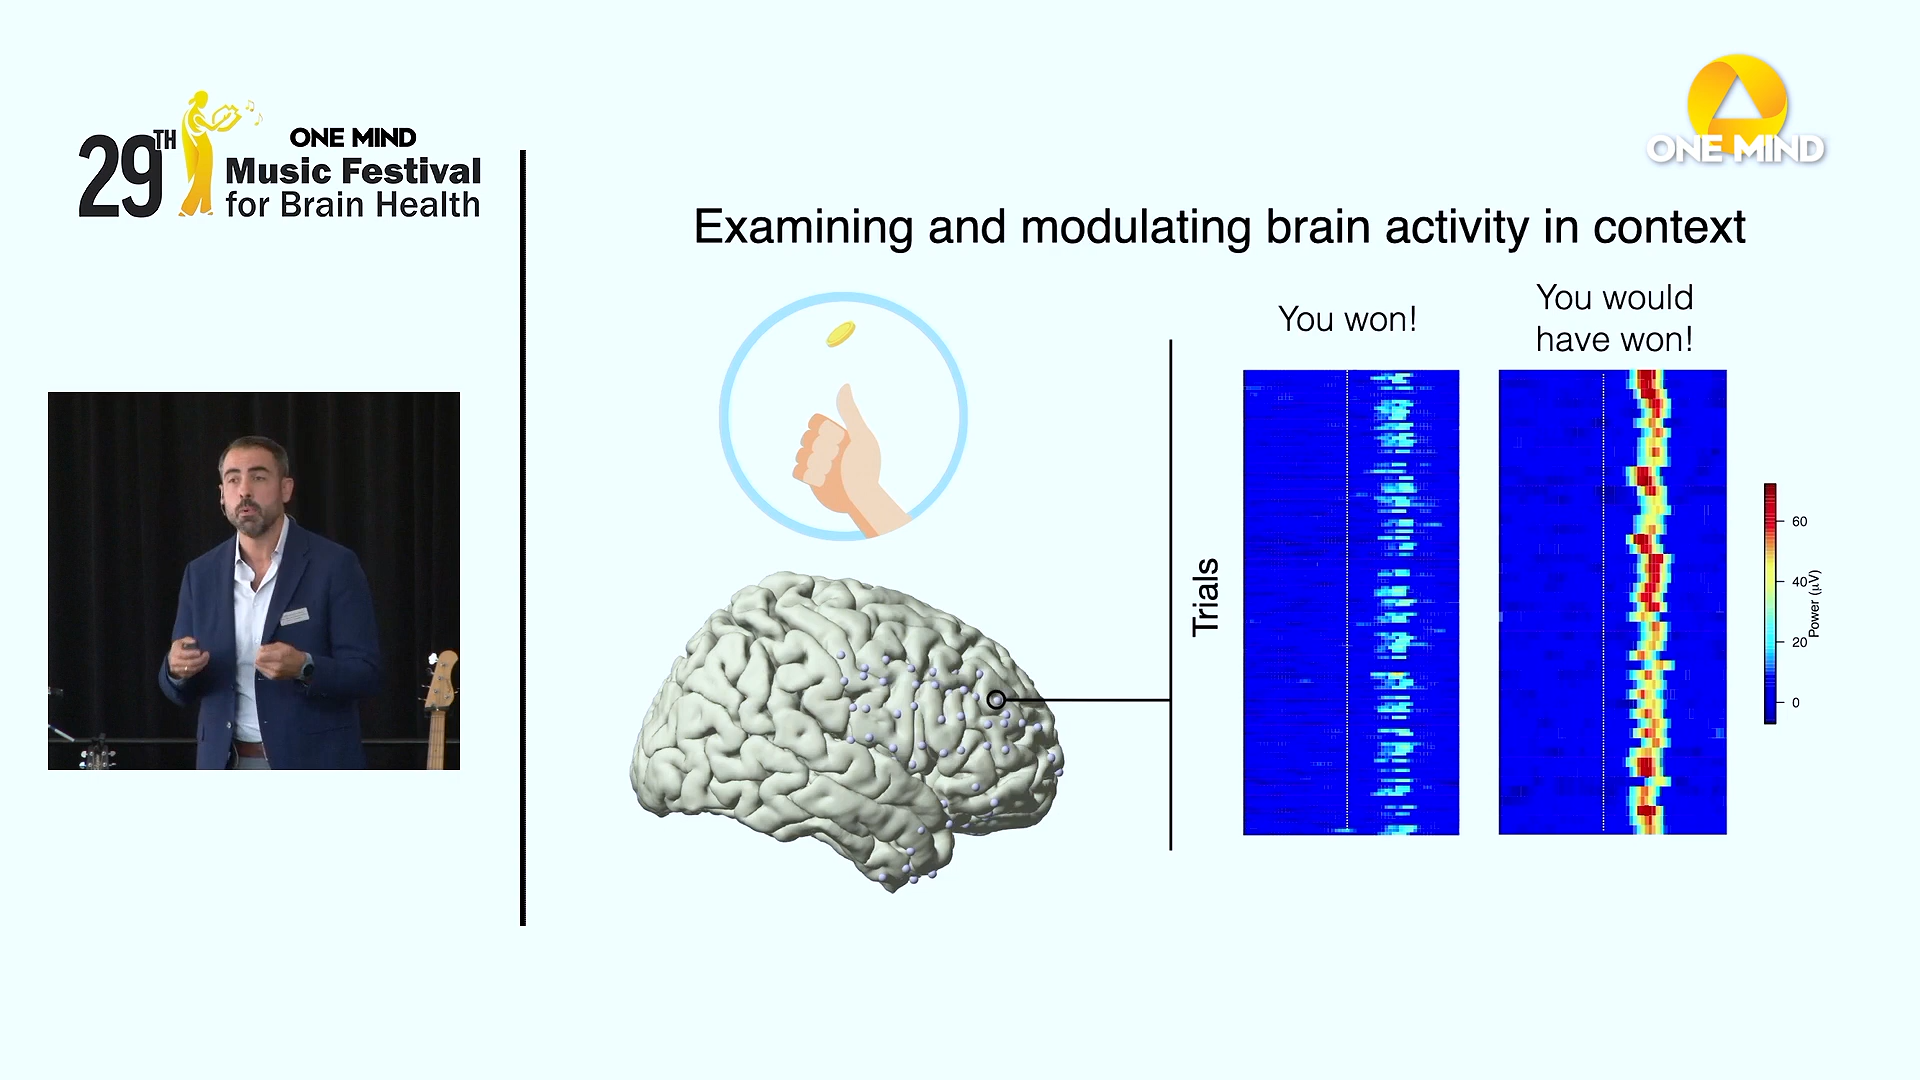 29TH
ONE MIND
Music Festival
for Brain Health
ONE MIND
Examining and modulating brain activity in context
You won!
You would
have won!
Trials
60
40
20
0
Power (µV)